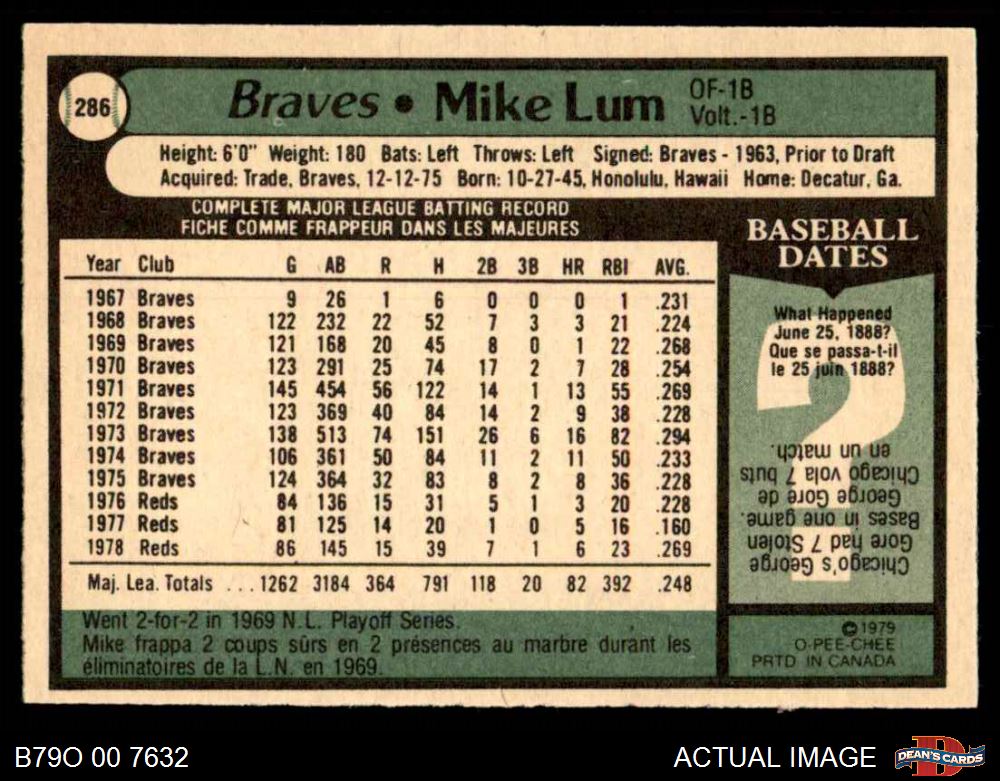 286
Braves • Mike Lum
OF-1B
Volt.-1B
Height: 6'0" Weight: 180 Bats: Left Throws: Left Signed: Braves - 1963, Prior to Draft
Acquired: Trade, Braves, 12-12-75 Born: 10-27-45, Honolulu, Hawaii Home: Decatur, Ga.
COMPLETE MAJOR LEAGUE BATTING RECORD
FICHE COMME FRAPPEUR DANS LES MAJEURES
Year Club G AB R H 2B 3B HR RBI AVG.
1967 Braves 9 26 1 6 0 0 0 1 .231
1968 Braves 122 232 22 52 7 3 3 21 .224
1969 Braves 121 168 20 45 8 0 1 22 .268
1970 Braves 123 291 25 74 17 2 7 28 .254
1971 Braves 145 454 56 122 14 1 13 55 .269
1972 Braves 123 369 40 84 14 2 9 38 .228
1973 Braves 138 513 74 151 26 6 16 82 .294
1974 Braves 106 361 50 84 11 2 11 50 .233
1975 Braves 124 364 32 83 8 2 8 36 .228
1976 Reds 84 136 15 31 5 1 3 20 .228
1977 Reds 81 125 14 20 1 0 5 16 .160
1978 Reds 86 145 15 39 7 1 6 23 .269
Maj. Lea. Totals ... 1262 3184 364 791 118 20 82 392 .248
Went 2-for-2 in 1969 N.L. Playoff Series.
Mike frappa 2 coups sûrs en 2 présences au marbre durant les
éliminatoires de la L.N. en 1969.
BASEBALL
DATES
What Happened
June 25, 1888?
Que se passa-t-il
le 25 juin 1888?
Chicago's George
Gore had 7 Stolen
Bases in one game.
George Gore de
Chicago vola 7 buts
en un match.
©1979
O-PEE-CHEE
PRTD IN CANADA
B79O 00 7632
ACTUAL IMAGE
D
DEAN'S CARDS